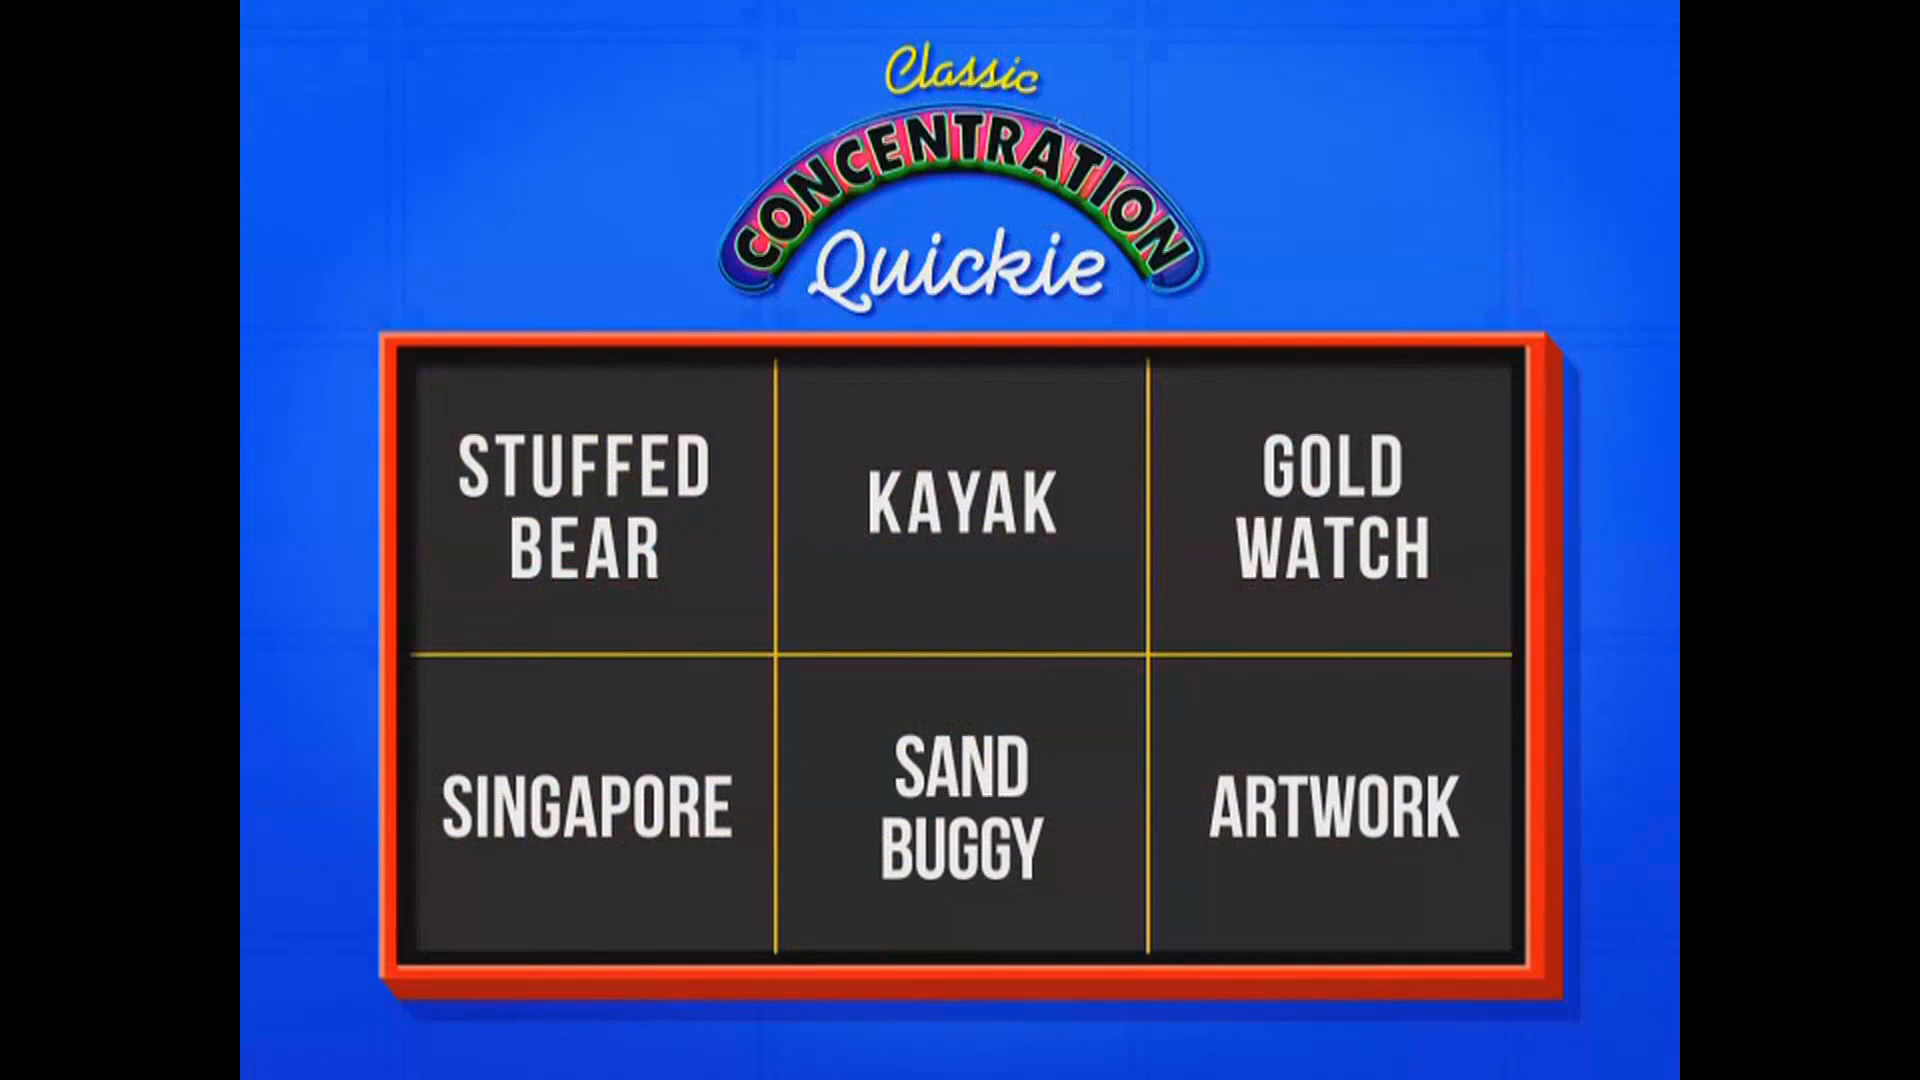 Classic
CONCENTRATION
Quickie
STUFFED
BEAR
KAYAK
GOLD
WATCH
SINGAPORE
SAND
BUGGY
ARTWORK